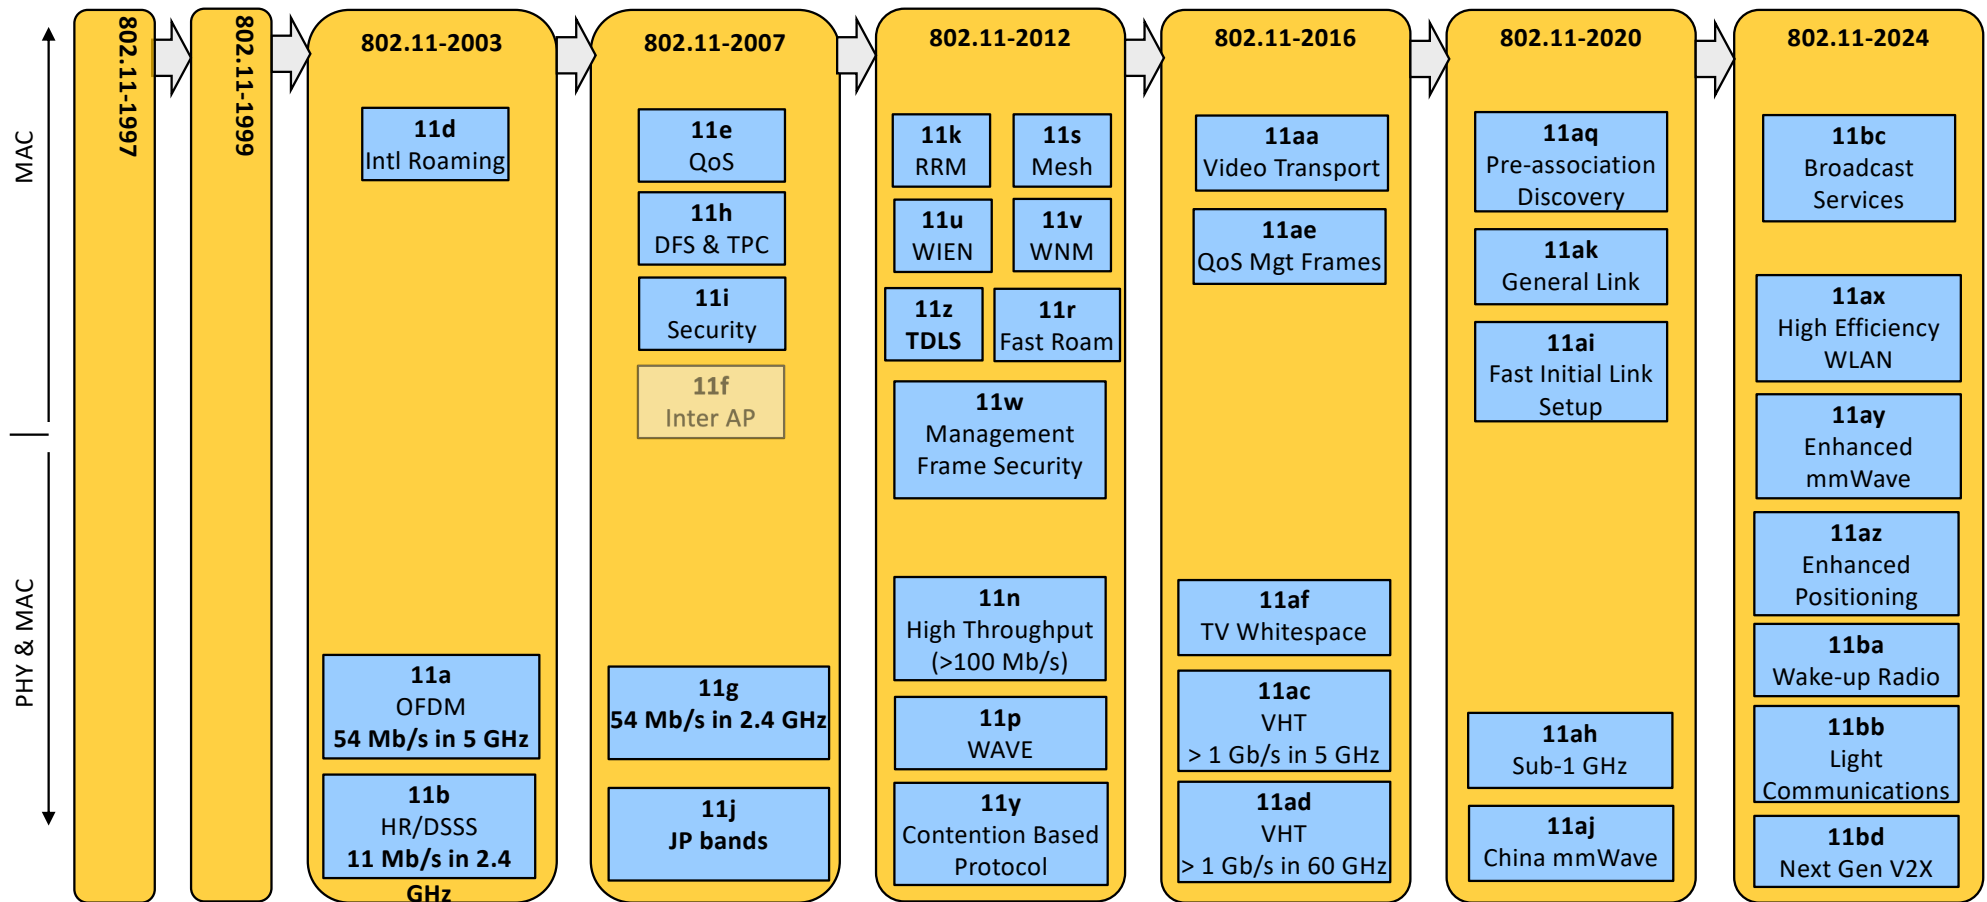 MAC
PHY & MAC
802.11-1997
802.11-1999
802.11-2003
11d
Intl Roaming
11a
OFDM
54 Mb/s in 5 GHz
11b
HR/DSSS
11 Mb/s in 2.4
GHz
802.11-2007
11e
QoS
11h
DFS & TPC
11i
Security
11f
Inter AP
11g
54 Mb/s in 2.4 GHz
11j
JP bands
802.11-2012
11k
RRM
11s
Mesh
11u
WIEN
11v
WNM
11z
TDLS
11r
Fast Roam
11w
Management
Frame Security
11n
High Throughput
(>100 Mb/s)
11p
WAVE
11y
Contention Based
Protocol
802.11-2016
11aa
Video Transport
11ae
QoS Mgt Frames
11af
TV Whitespace
11ac
VHT
> 1 Gb/s in 5 GHz
11ad
VHT
> 1 Gb/s in 60 GHz
802.11-2020
11aq
Pre-association
Discovery
11ak
General Link
11ai
Fast Initial Link
Setup
11ah
Sub-1 GHz
11aj
China mmWave
802.11-2024
11bc
Broadcast
Services
11ax
High Efficiency
WLAN
11ay
Enhanced
mmWave
11az
Enhanced
Positioning
11ba
Wake-up Radio
11bb
Light
Communications
11bd
Next Gen V2X